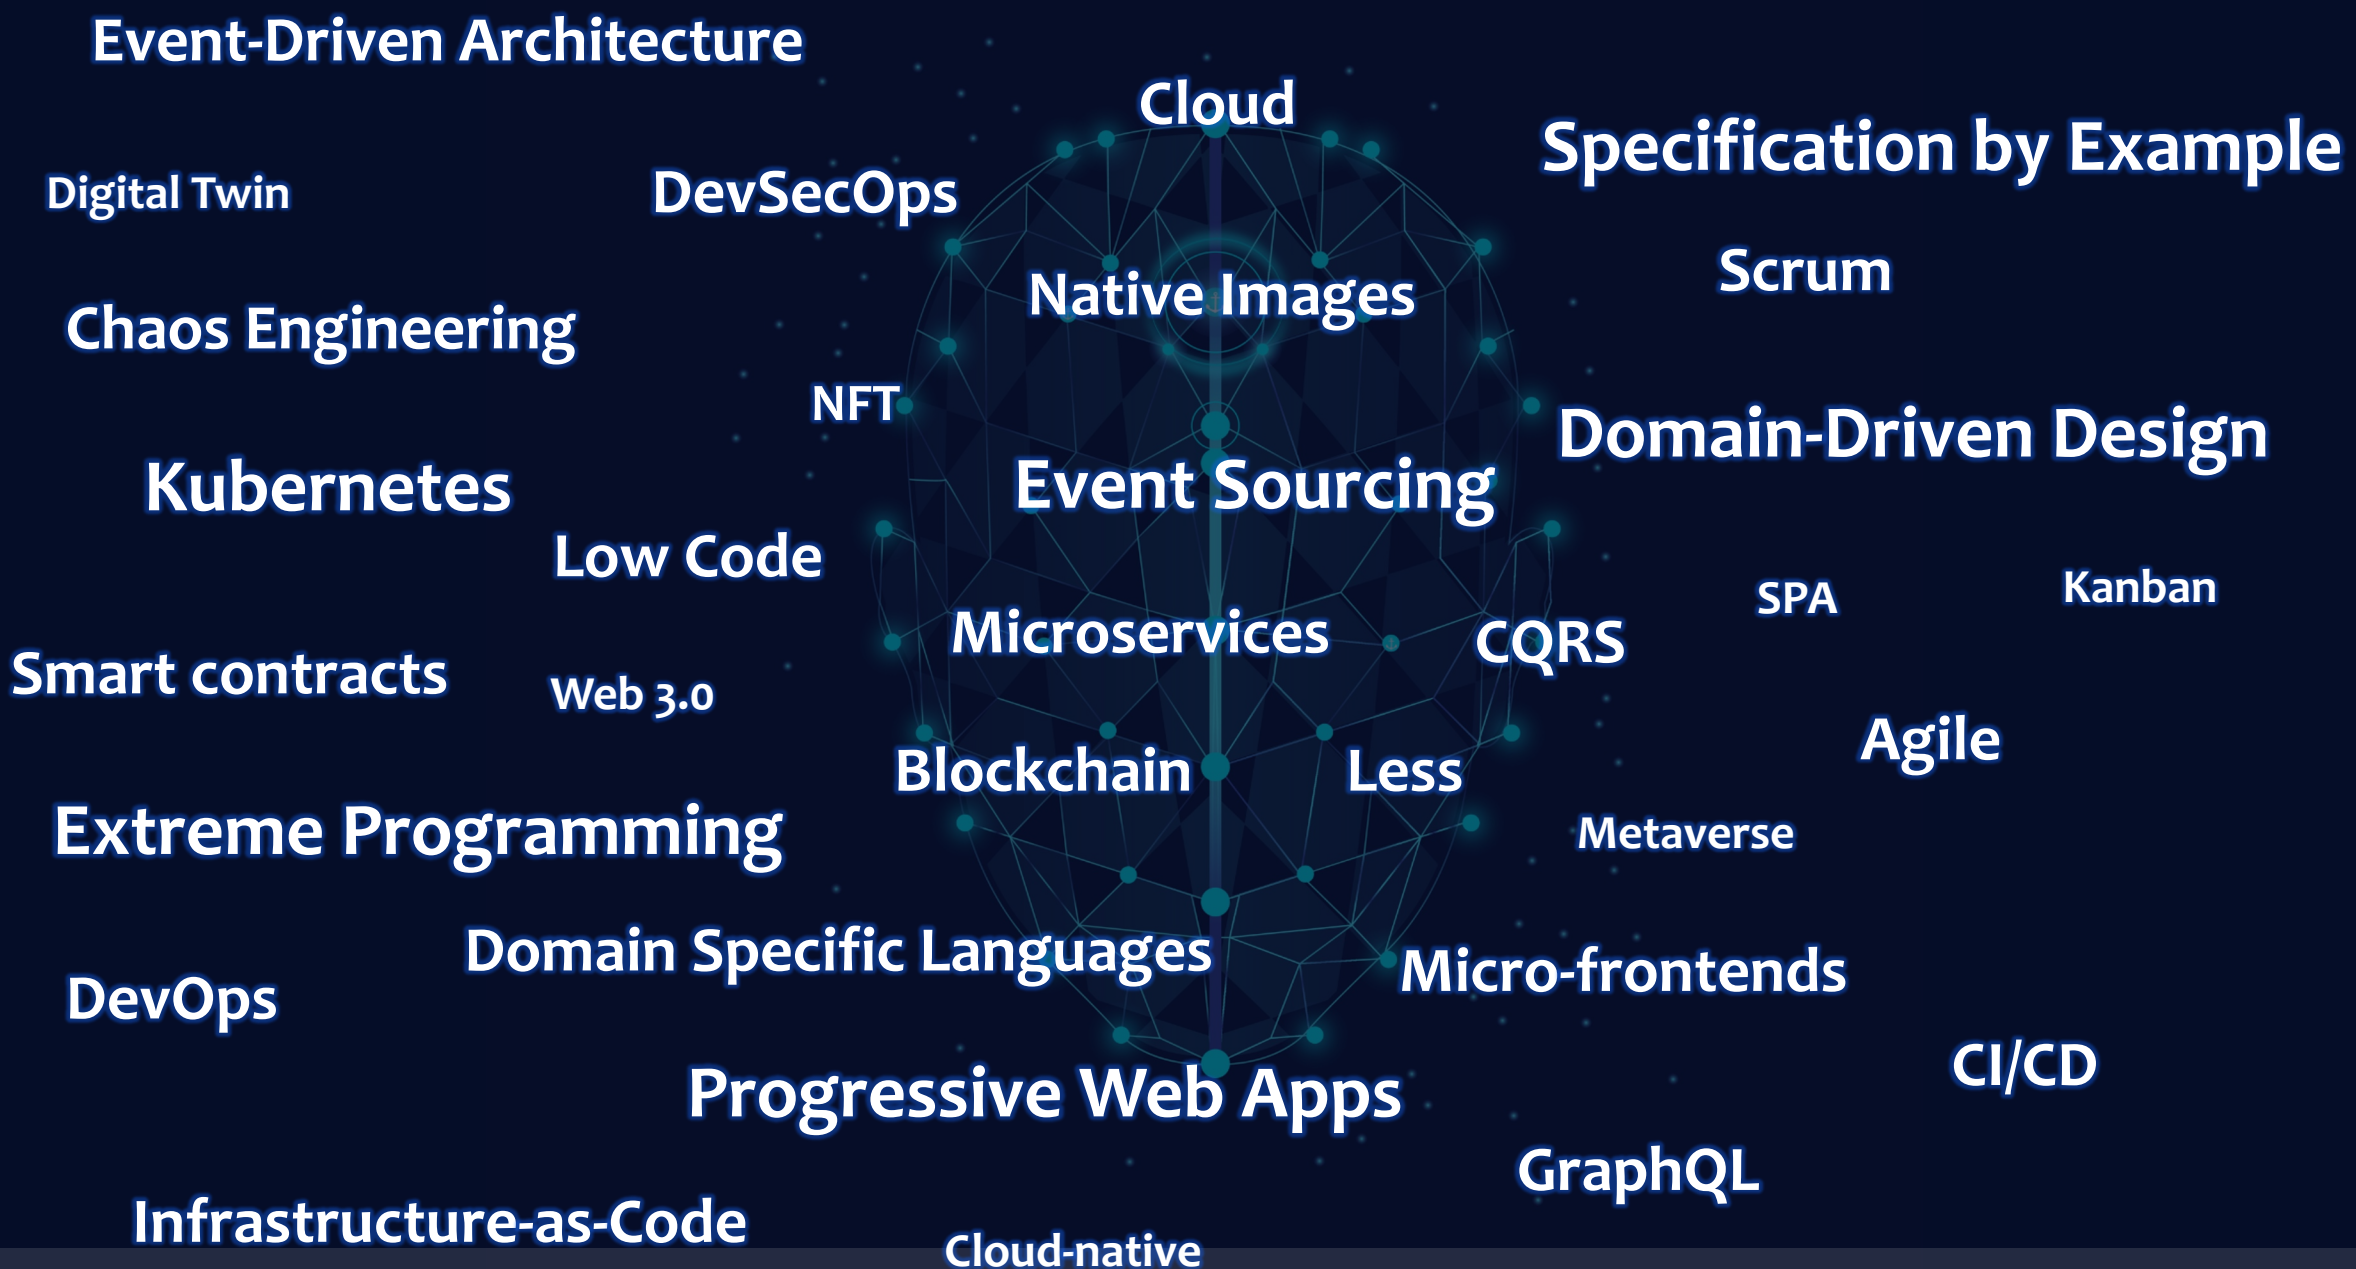 Event-Driven Architecture
Cloud
Specification by Example
Digital Twin
DevSecOps
Scrum
Native Images
Chaos Engineering
NFT
Domain-Driven Design
Kubernetes
Event Sourcing
Low Code
SPA
Kanban
Microservices
CQRS
Smart contracts
Web 3.0
Agile
Blockchain
Less
Extreme Programming
Metaverse
Domain Specific Languages
Micro-frontends
DevOps
CI/CD
Progressive Web Apps
GraphQL
Infrastructure-as-Code
Cloud-native